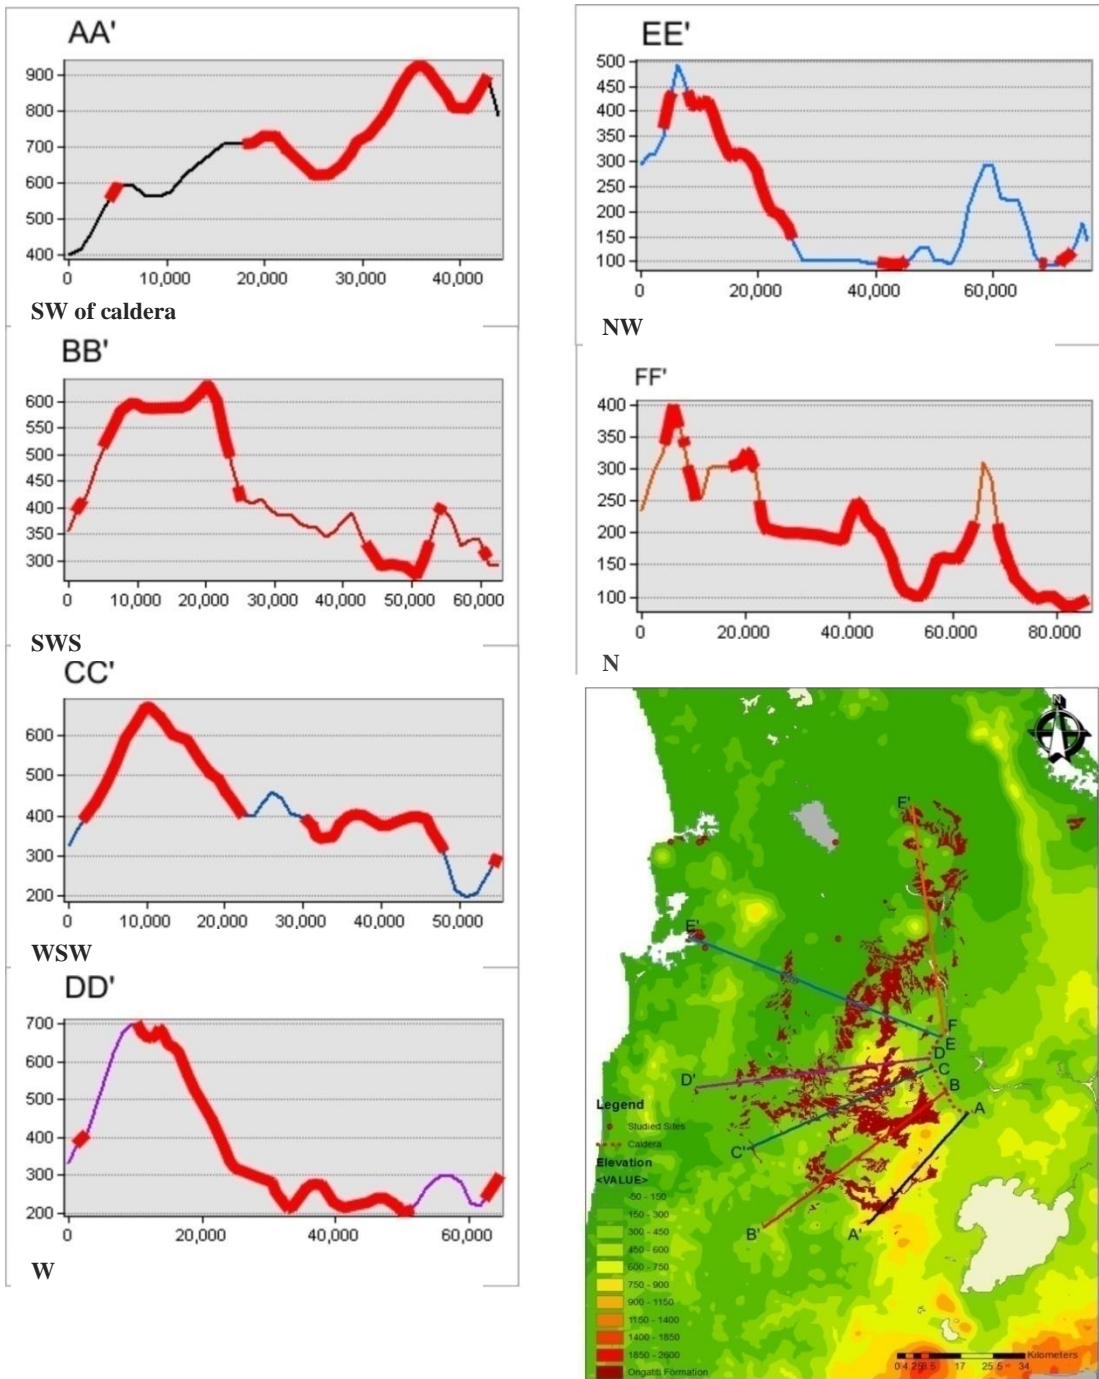 AA'
900
800
700
600
500
400
0 10,000 20,000 30,000 40,000
SW of caldera
BB'
600
550
500
450
400
350
300
0 10,000 20,000 30,000 40,000 50,000 60,000
SWS
CC'
600
500
400
300
200
0 10,000 20,000 30,000 40,000 50,000
WSW
DD'
700
600
500
400
300
200
0 20,000 40,000 60,000
W
EE'
500
450
400
350
300
250
200
150
100
0 20,000 40,000 60,000
NW
FF'
400
350
300
250
200
150
100
0 20.000 40.000 60.000 80.000
N
N
F'
E'
F
E
D
C
D'
B
A
C'
B'
A'
Legend
Studied Sites
Caldera
Elevation
<VALUE>
-50 - 150
150 - 300
300 - 450
450 - 600
600 - 750
750 - 900
900 - 1150
1150 - 1400
1400 - 1850
1850 - 2600
Ongatiti Formation
Kilometers
17 25.5 34